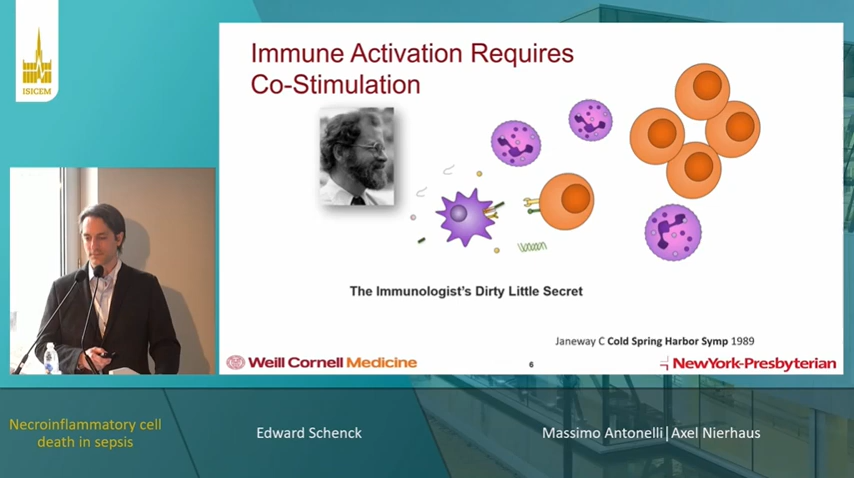 ISICEM
Immune Activation Requires
Co-Stimulation
The Immunologist's Dirty Little Secret
Janeway C Cold Spring Harbor Symp 1989
Weill Cornell Medicine
6
NewYork-Presbyterian
Necroinflammatory cell
death in sepsis
Edward Schenck
Massimo Antonelli|Axel Nierhaus